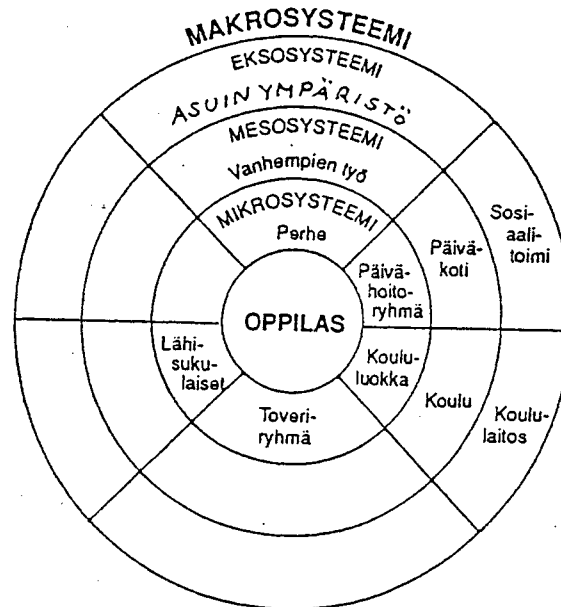 MAKROSYSTEEMI
EKSOSYSTEEMI
ASUINYMPÄRISTÖ
MESOSYSTEEMI
Vanhempien työ
MIKROSYSTEEMI
Perhe
Sosi-
aali-
toimi
Päivä-
koti
Päivä-
hoito-
ryhmä
OPPILAS
Lähi-
suku-
laiset
Koulu-
luokka
Koulu
Koulu-
laitos
Toveri-
ryhmä